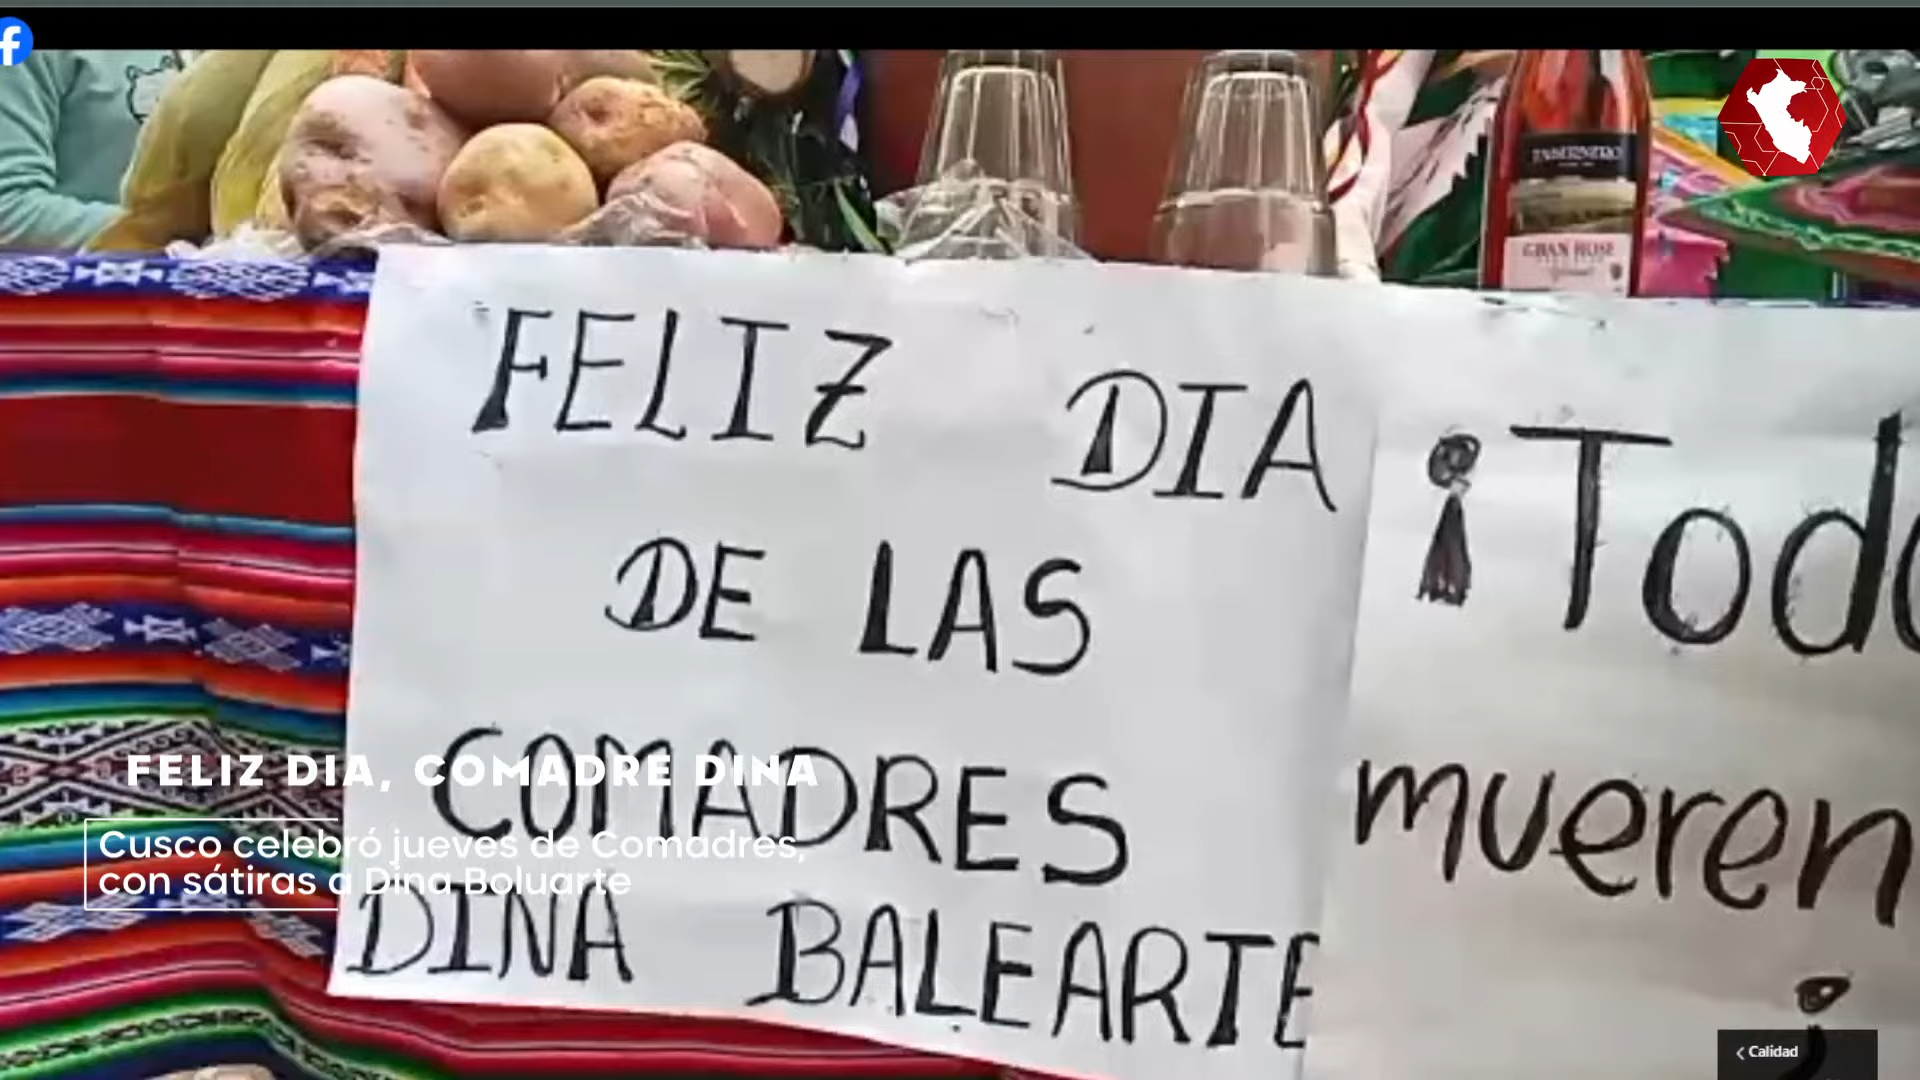 FELIZ DIA
DE LAS
COMADRES
DINA BALEARTE
¡Todo
mueren
FELIZ DIA, COMADRE DINA
Cusco celebró jueves de Comadres,
con sátiras a Dina Boluarte
GRAN ROSE
Calidad